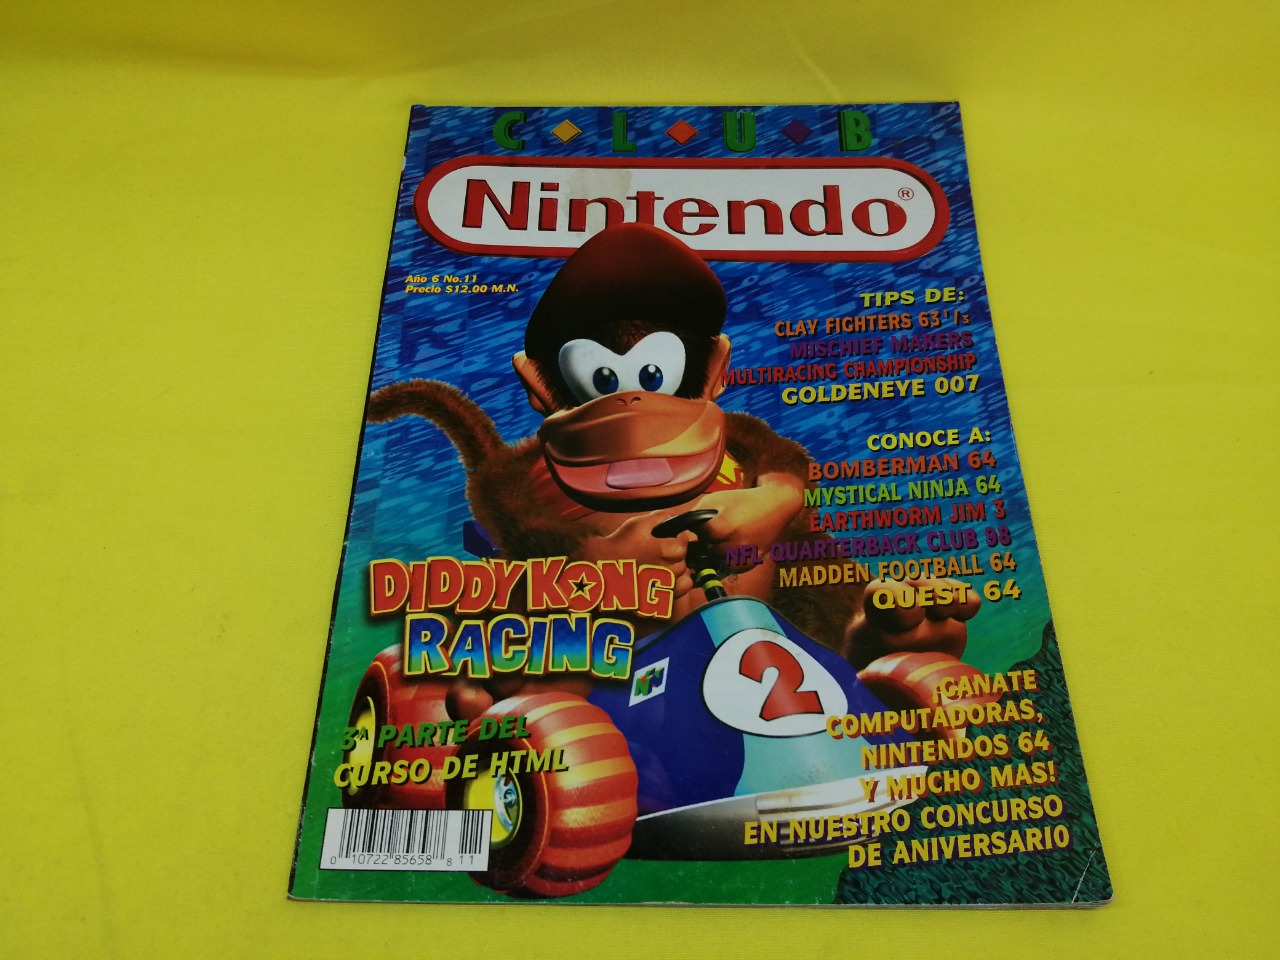 CLUB
Nintendo®
Año 6 No.11
Precio $12.00 M.N.
TIPS DE:
CLAY FIGHTERS 63 1/3
MISCHIEF MAKERS
MULTIRACING CHAMPIONSHIP
GOLDENEYE 007
CONOCE A:
BOMBERMAN 64
MYSTICAL NINJA 64
EARTHWORM JIM 3
NFL QUARTERBACK CLUB 98
MADDEN FOOTBALL 64
QUEST 64
DIDDY KONG
RACING
2
¡GANATE
COMPUTADORAS,
NINTENDOS 64
Y MUCHO MAS!
EN NUESTRO CONCURSO
DE ANIVERSARIO
3ª PARTE DEL
CURSO DE HTML
0 10722 85658 8 11